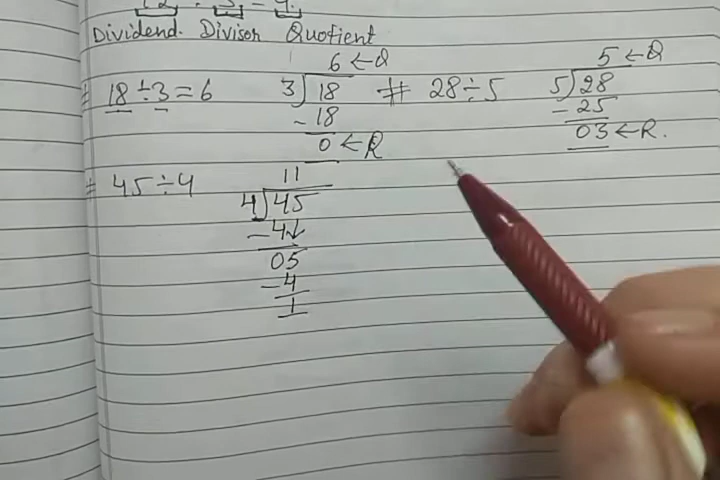 Dividend. Divisor Quotient
6 ← Q
5 ← Q
# 18 ÷ 3 = 6 3)18 # 28 ÷ 5 5)28
- 18
- 25
0 ← R
03 ← R.
11
# 45 ÷ 4 4)45
- 4↓
05
- 4
1